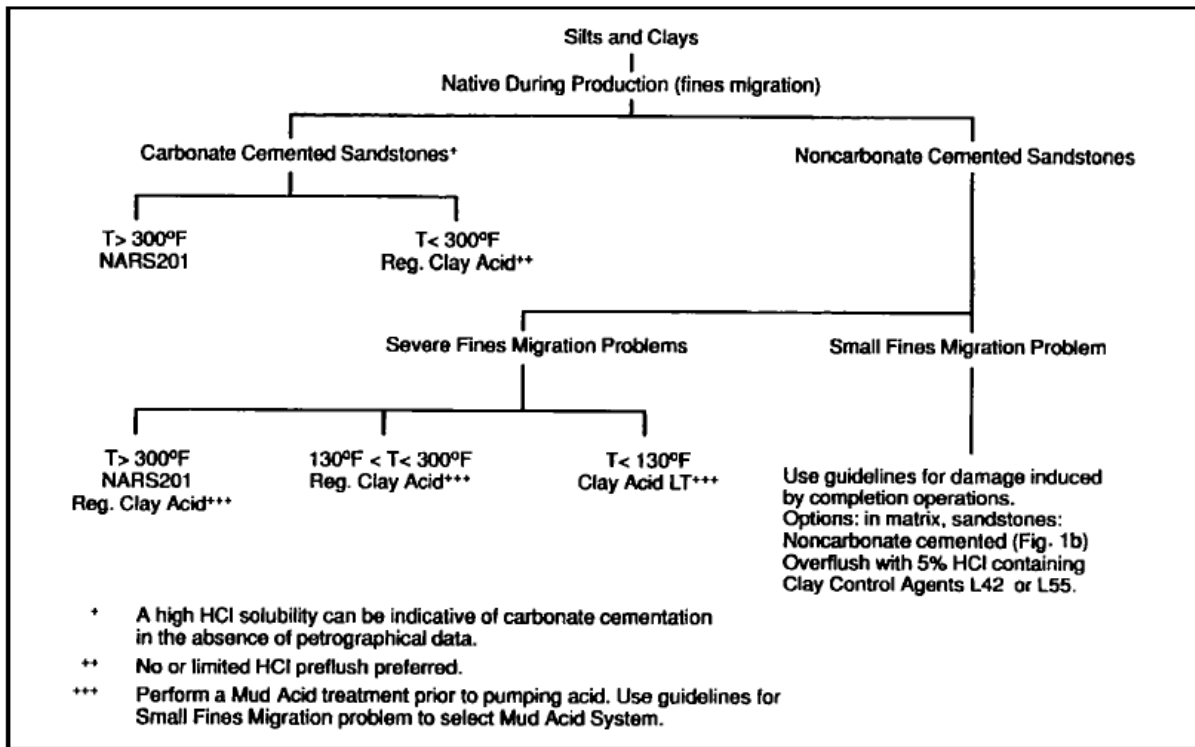 Silts and Clays
Native During Production (fines migration)
Carbonate Cemented Sandstones+
Noncarbonate Cemented Sandstones
T> 300ºF
NARS201
T< 300ºF
Reg. Clay Acid++
Severe Fines Migration Problems
Small Fines Migration Problem
T> 300ºF
NARS201
Reg. Clay Acid+++
130ºF < T< 300ºF
Reg. Clay Acid+++
T< 130ºF
Clay Acid LT+++
Use guidelines for damage induced
by completion operations.
Options: in matrix, sandstones:
Noncarbonate cemented (Fig. 1b)
Overflush with 5% HCl containing
Clay Control Agents L42 or L55.
+ A high HCl solubility can be indicative of carbonate cementation
in the absence of petrographical data.
++ No or limited HCl preflush preferred.
+++ Perform a Mud Acid treatment prior to pumping acid. Use guidelines for
Small Fines Migration problem to select Mud Acid System.